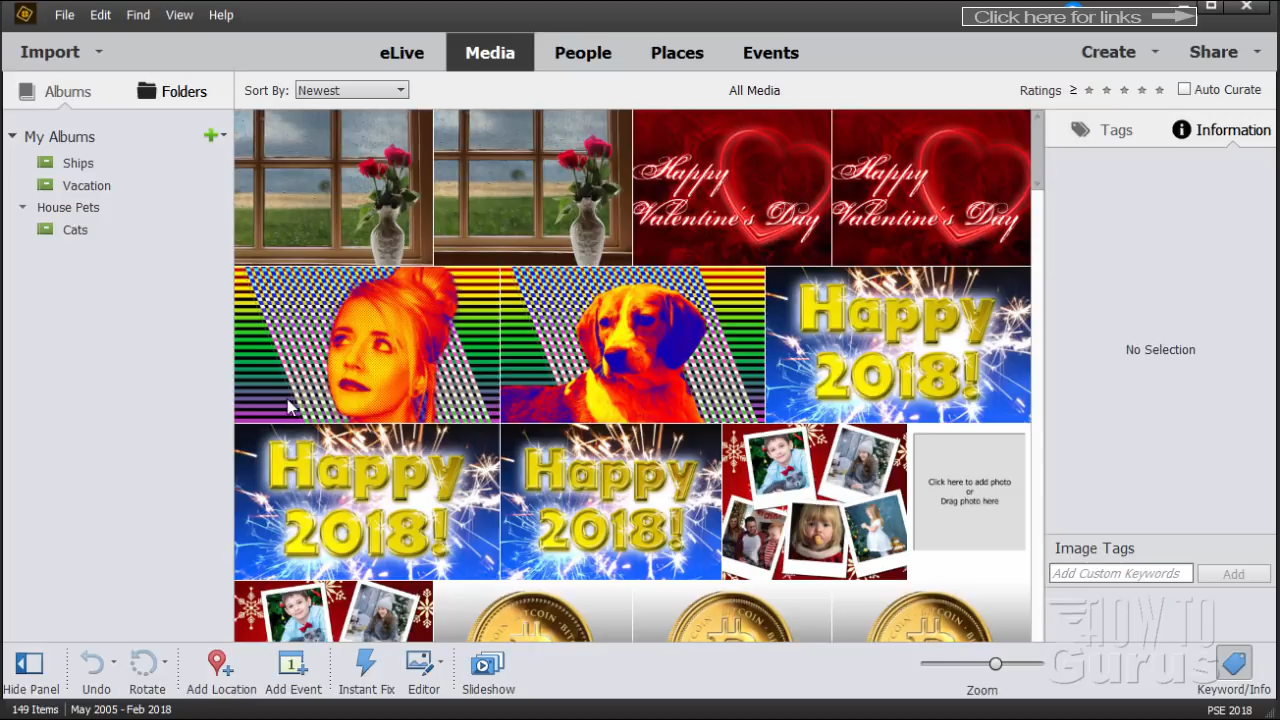 File Edit Find View Help
Click here for links
Import
eLive Media People Places Events
Create Share
Albums Folders
Sort By: Newest
All Media
Ratings ≥ Auto Curate
Tags Information
My Albums
Ships
Vacation
House Pets
Cats
Happy
Valentine's Day
Happy
Valentine's Day
Happy
2018!
No Selection
Happy
2018!
Happy
2018!
Click here to add photo
or
Drag photo here
Image Tags
Add Custom Keywords Add
BITCOIN
BITCOIN
BITCOIN
HOW TO
Gurus
Hide Panel Undo Rotate Add Location Add Event Instant Fix Editor Slideshow Zoom Keyword/Info
149 Items May 2005 - Feb 2018 PSE 2018